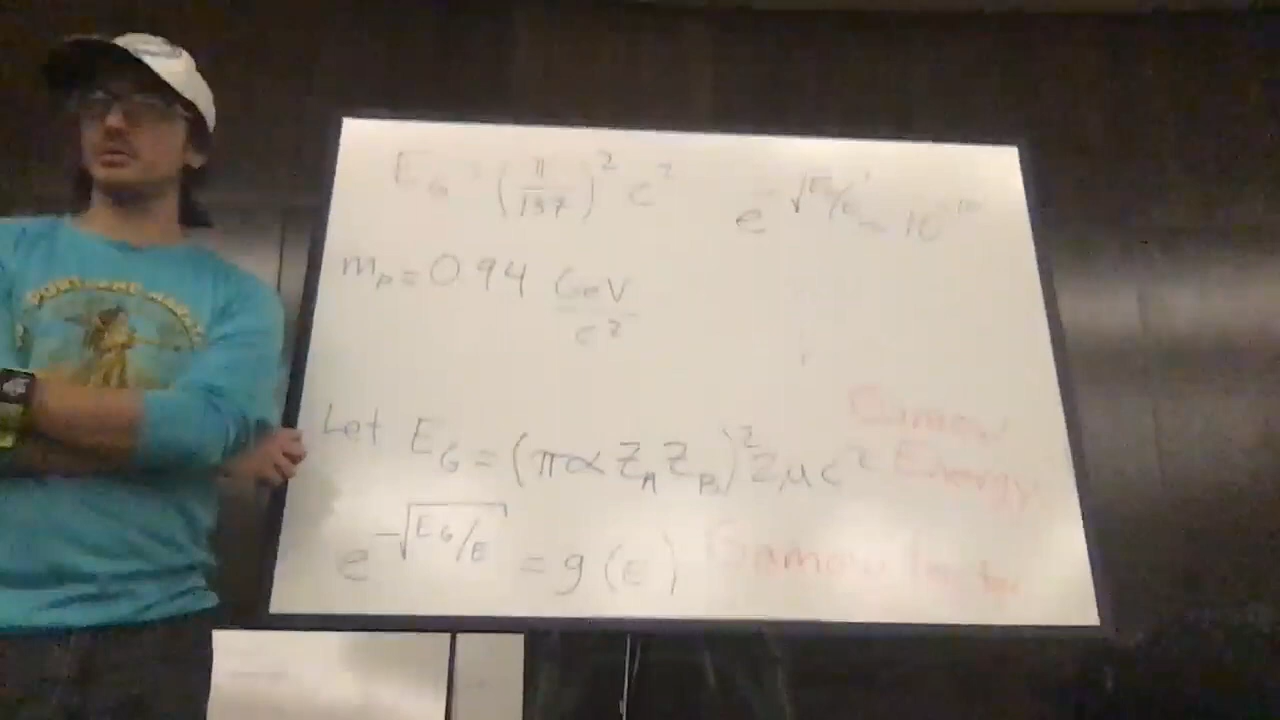 E_G = (π/137)² c²
e^-√(E_G/E) ≈ 10^-10
m_p = 0.94 GeV/c²
Let E_G = (πα Z_A Z_B)² 2μc² Gamow Energy
e^-√(E_G/E) = g(E) Gamow factor